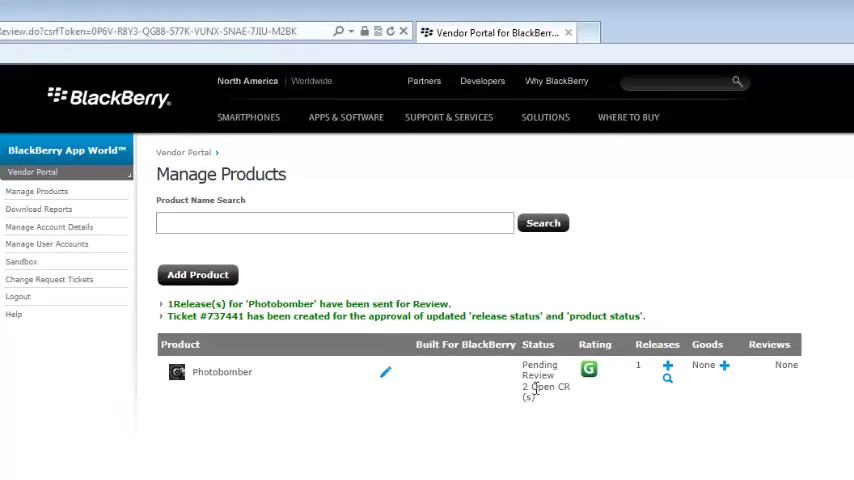 Review.do?csrfToken=0P6V-R8Y3-QG88-577K-VUNX-SNAE-7JIU-M2BK
Vendor Portal for BlackBerr...
North America | Worldwide
Partners Developers Why BlackBerry
BlackBerry
SMARTPHONES APPS & SOFTWARE SUPPORT & SERVICES SOLUTIONS WHERE TO BUY
BlackBerry App World™
Vendor Portal
Manage Products
Download Reports
Manage Account Details
Manage User Accounts
Sandbox
Change Request Tickets
Logout
Help
Vendor Portal
Manage Products
Product Name Search
Search
Add Product
1Release(s) for 'Photobomber' have been sent for Review.
Ticket #737441 has been created for the approval of updated 'release status' and 'product status'.
Product Built For BlackBerry Status Rating Releases Goods Reviews
Photobomber Pending Review 2 Open CR (s) G 1 None None